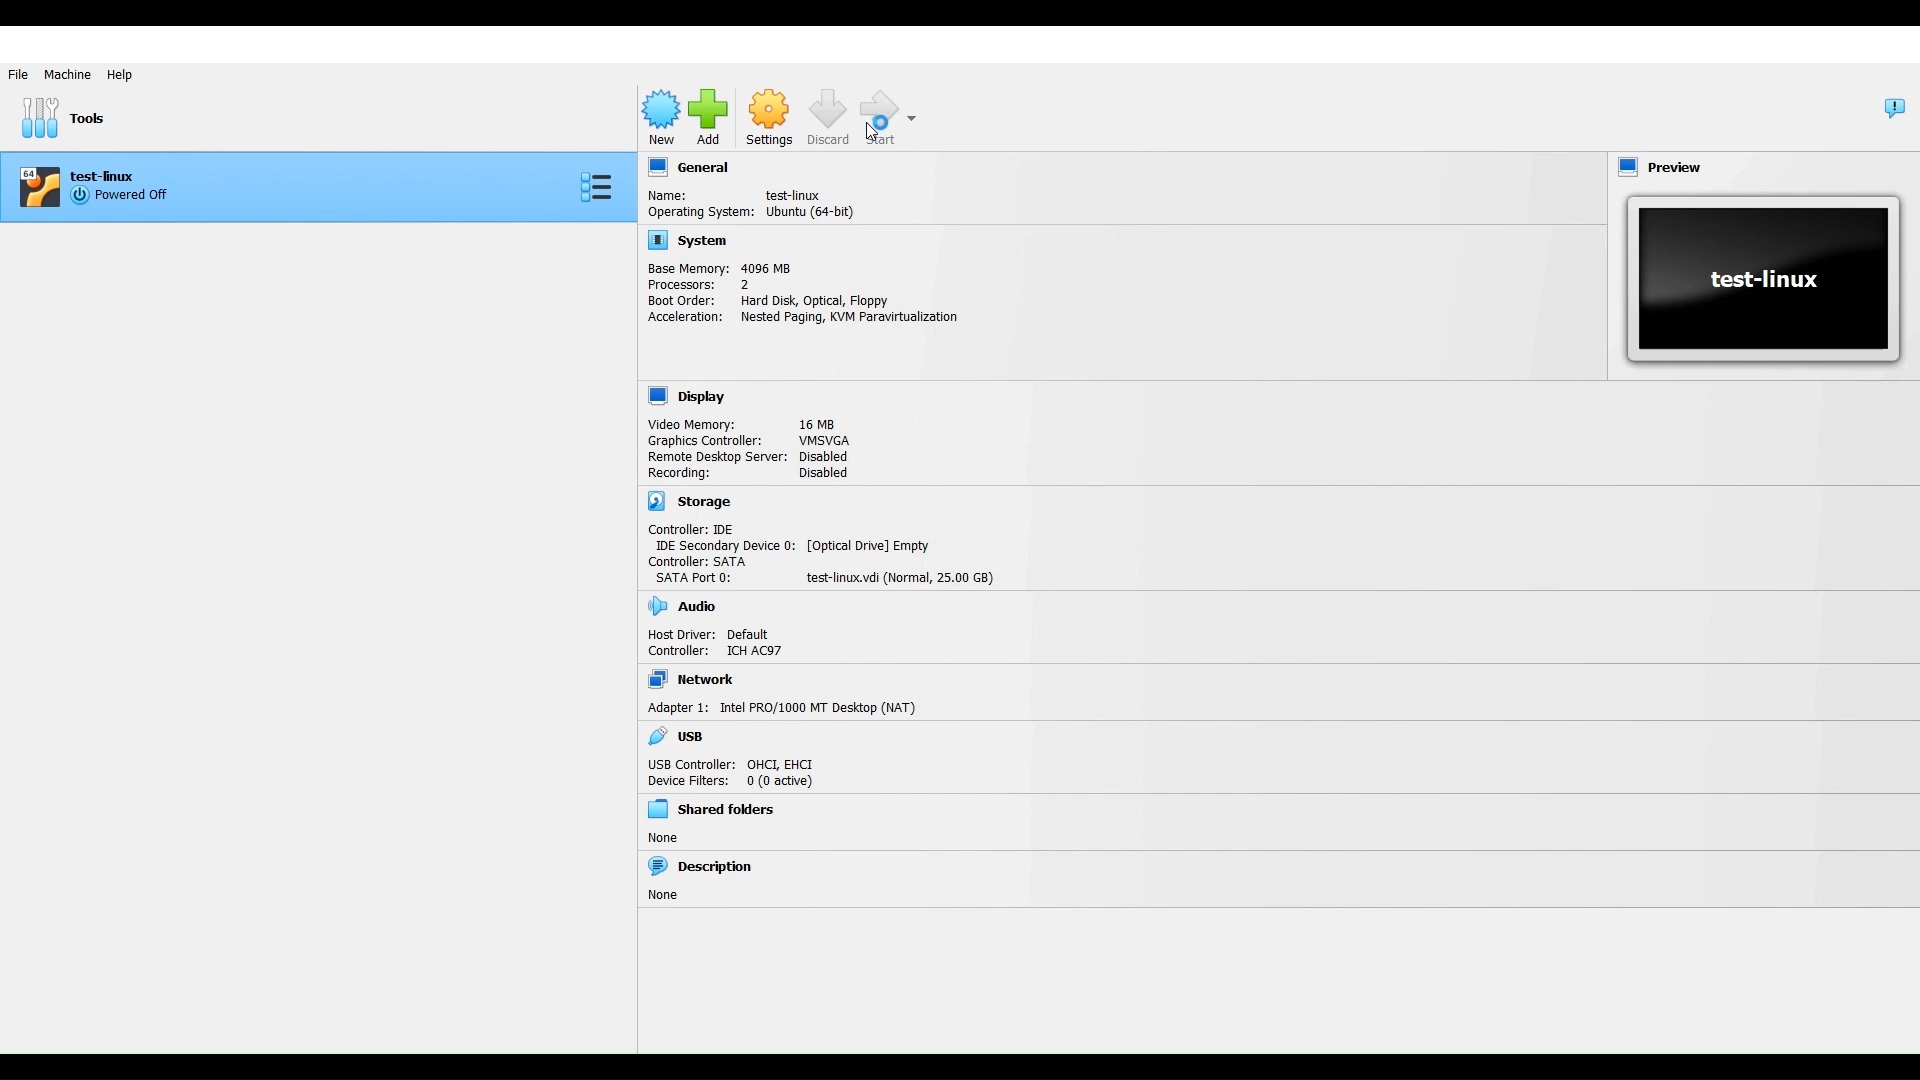 File Machine Help
Tools
New Add Settings Discard Start
64
test-linux
Powered Off
General
Name: test-linux
Operating System: Ubuntu (64-bit)
Preview
test-linux
System
Base Memory: 4096 MB
Processors: 2
Boot Order: Hard Disk, Optical, Floppy
Acceleration: Nested Paging, KVM Paravirtualization
Display
Video Memory: 16 MB
Graphics Controller: VMSVGA
Remote Desktop Server: Disabled
Recording: Disabled
Storage
Controller: IDE
IDE Secondary Device 0: [Optical Drive] Empty
Controller: SATA
SATA Port 0: test-linux.vdi (Normal, 25.00 GB)
Audio
Host Driver: Default
Controller: ICH AC97
Network
Adapter 1: Intel PRO/1000 MT Desktop (NAT)
USB
USB Controller: OHCI, EHCI
Device Filters: 0 (0 active)
Shared folders
None
Description
None